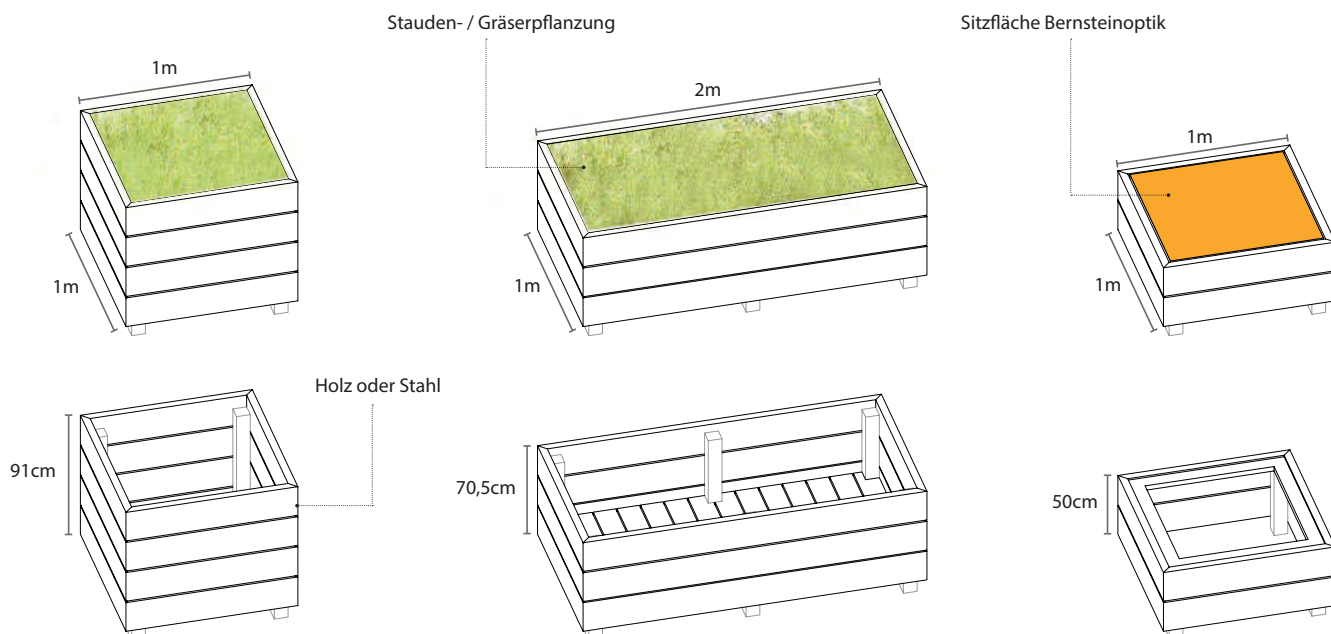 Stauden- / Gräserpflanzung
Sitzfläche Bernsteinoptik
1m
2m
1m
1m
1m
1m
Holz oder Stahl
91cm
70,5cm
50cm